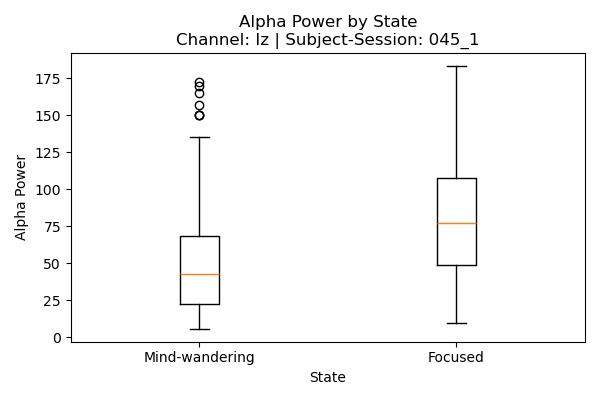 Alpha Power by State
Channel: Iz | Subject-Session: 045_1
175
150
125
100
75
50
25
0
Alpha Power
Mind-wandering
Focused
State